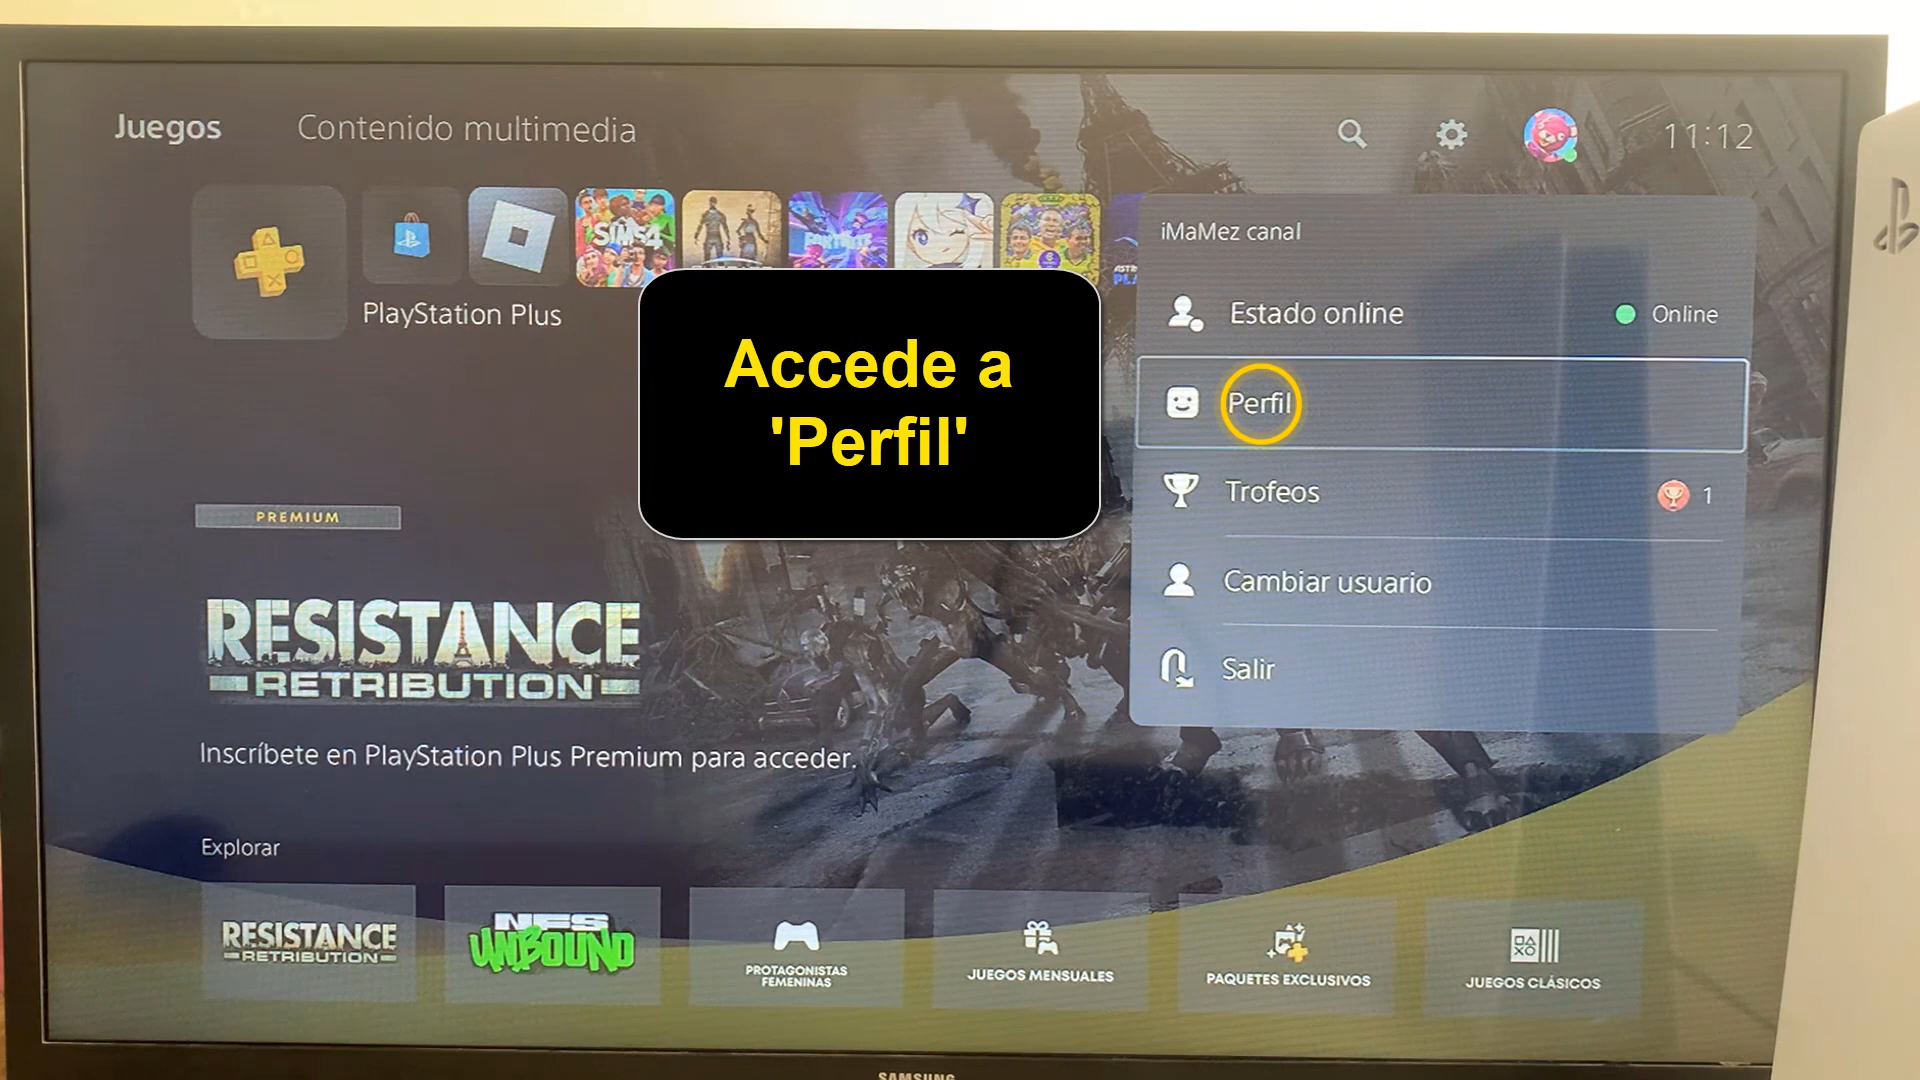 Juegos
Contenido multimedia
11:12
SIMS4
FORTNITE
PlayStation Plus
iMaMez canal
Estado online
Online
Perfil
Trofeos
1
Cambiar usuario
Salir
Accede a
'Perfil'
PREMIUM
RESISTANCE
RETRIBUTION
Inscríbete en PlayStation Plus Premium para acceder.
Explorar
RESISTANCE
RETRIBUTION
NFS
UNBOUND
PROTAGONISTAS
FEMENINAS
JUEGOS MENSUALES
PAQUETES EXCLUSIVOS
JUEGOS CLÁSICOS
SAMSUNG